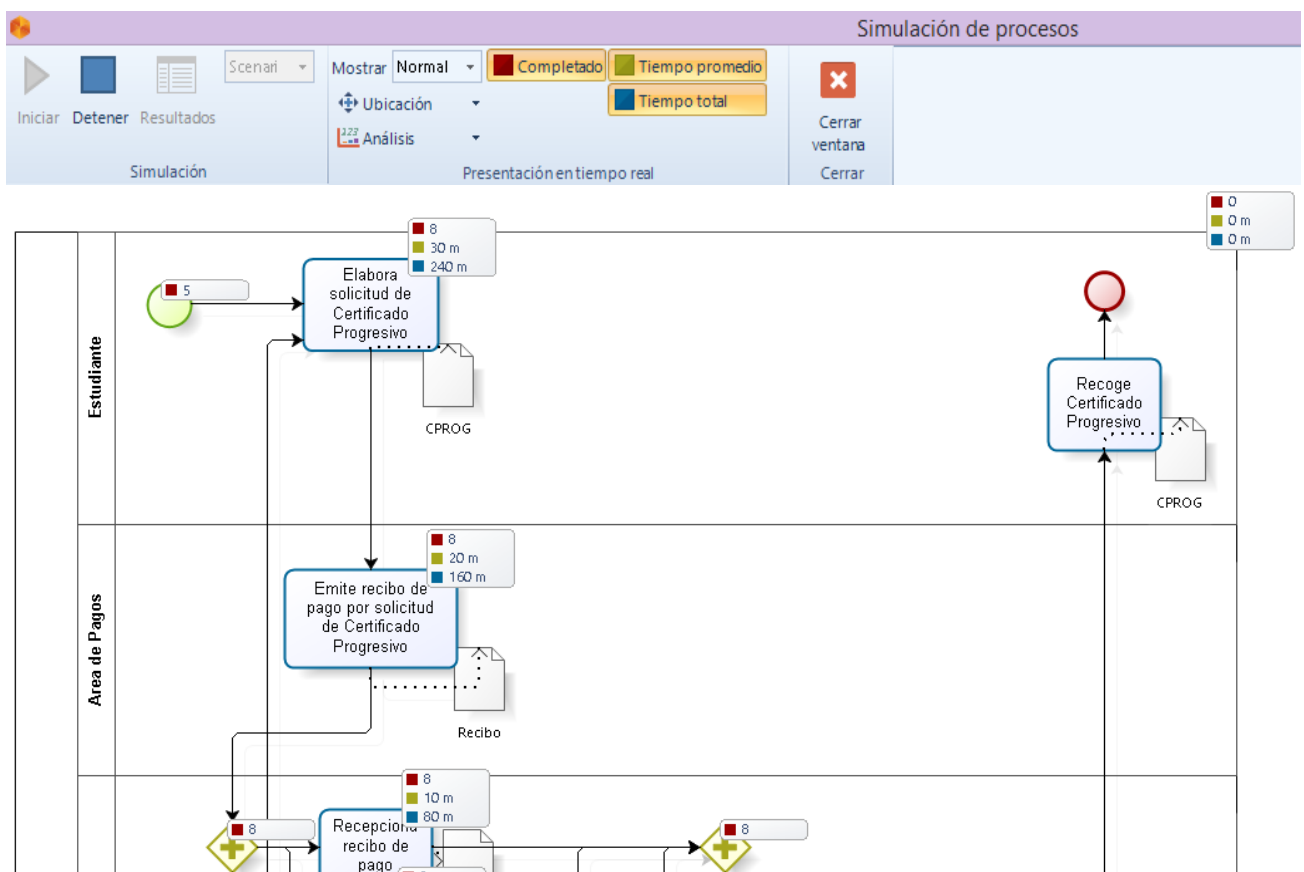 Simulación de procesos
Iniciar
Detener
Resultados
Scenari
Simulación
Mostrar Normal
Ubicación
Análisis
Completado
Tiempo promedio
Tiempo total
Presentación en tiempo real
Cerrar
ventana
Cerrar
0
0 m
0 m
Estudiante
5
8
30 m
240 m
Elabora
solicitud de
Certificado
Progresivo
CPROG
Recoge
Certificado
Progresivo
CPROG
Area de Pagos
8
20 m
160 m
Emite recibo de
pago por solicitud
de Certificado
Progresivo
Recibo
8
8
10 m
80 m
Recepciona
recibo de
pago
8